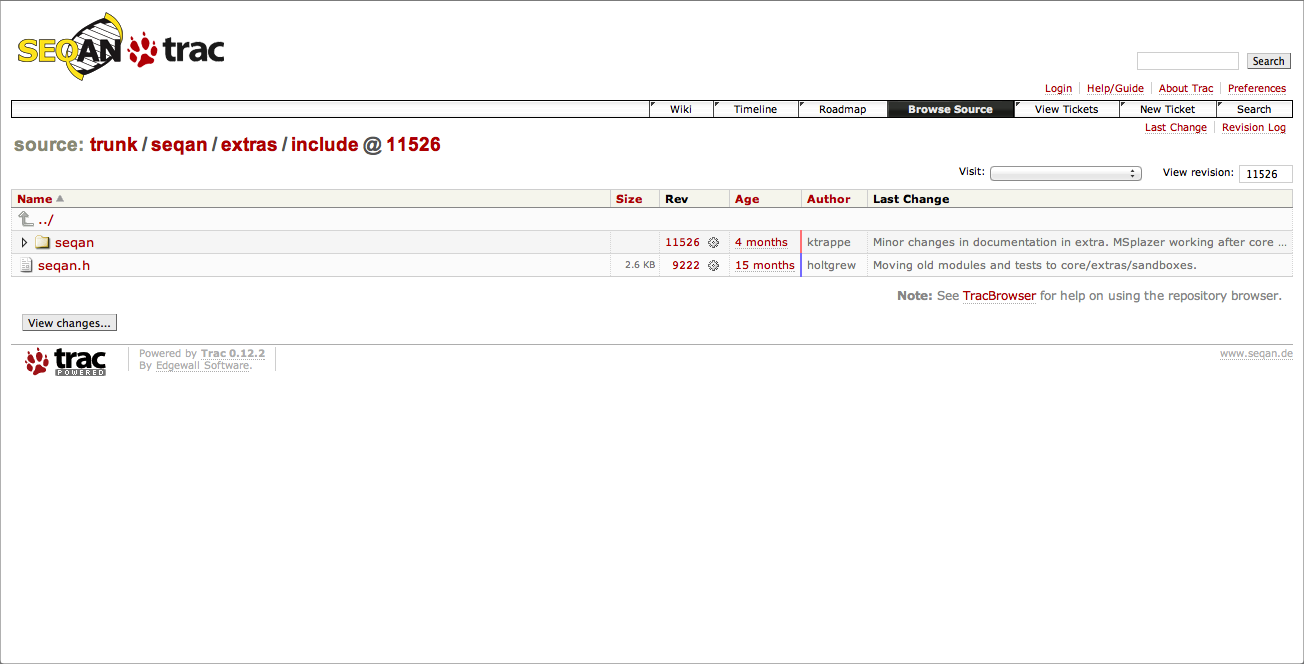 SEQAN trac
Search
Login Help/Guide About Trac Preferences
Wiki Timeline Roadmap Browse Source View Tickets New Ticket Search
Last Change Revision Log
source: trunk / seqan / extras / include @ 11526
Visit: View revision: 11526
Name Size Rev Age Author Last Change
../
seqan 11526 4 months ktrappe Minor changes in documentation in extra. MSplazer working after core ...
seqan.h 2.6 KB 9222 15 months holtgrew Moving old modules and tests to core/extras/sandboxes.
Note: See TracBrowser for help on using the repository browser.
View changes...
trac POWERED
Powered by Trac 0.12.2
By Edgewall Software.
www.seqan.de